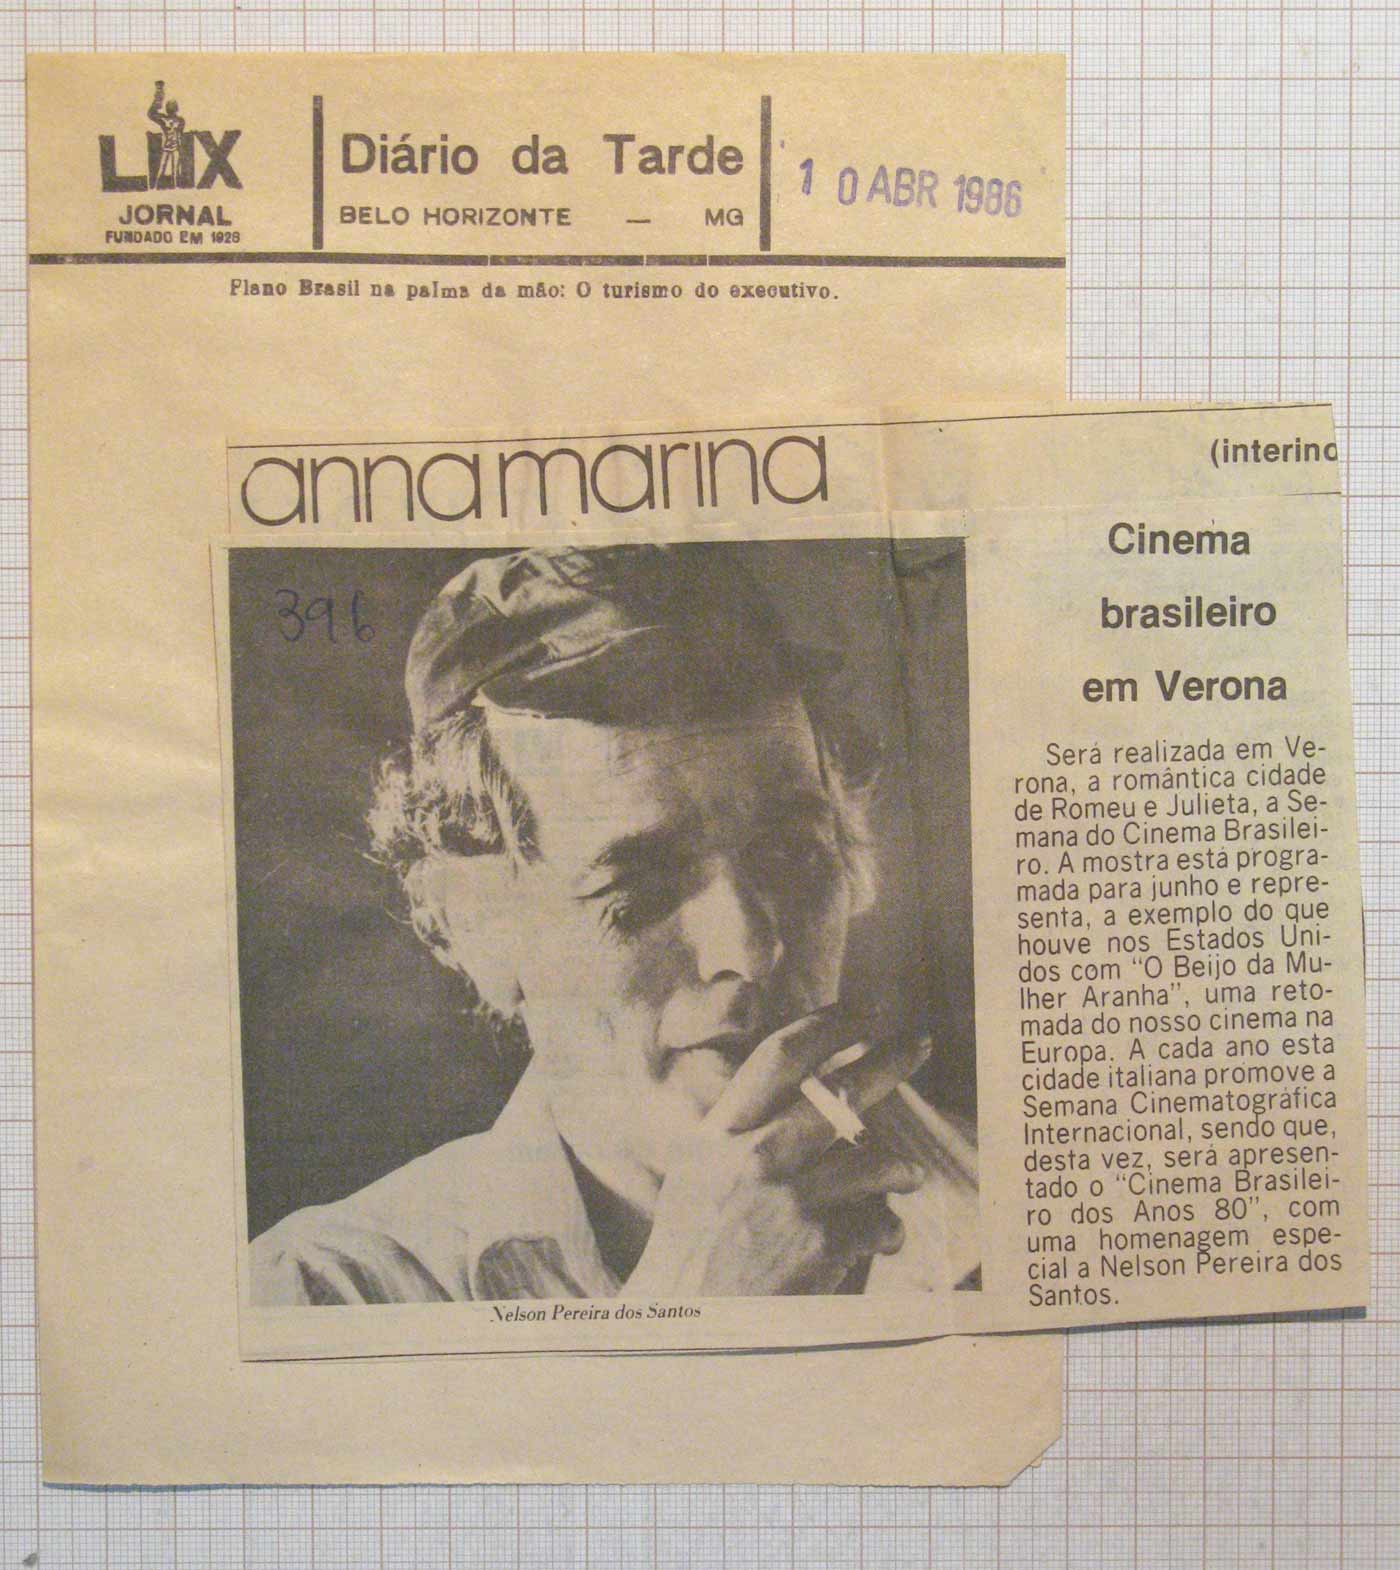 LUX
JORNAL
FUNDADO EM 1928
Diário da Tarde
BELO HORIZONTE — MG
10 ABR 1986
Plano Brasil na palma da mão: O turismo do executivo.
anna marina
(interino
396
Cinema
brasileiro
em Verona
Será realizada em Ve-
rona, a romántica cidade
de Romeu e Julieta, a Se-
mana do Cinema Brasilei-
ro. A mostra está progra-
mada para junho e repre-
senta, a exemplo do que
houve nos Estados Uni-
dos com “O Beijo da Mu-
lher Aranha”, uma reto-
mada do nosso cinema na
Europa. A cada ano esta
cidade italiana promove a
Semana Cinematográfica
Internacional, sendo que,
desta vez, será apresen-
tado o “Cinema Brasilei-
ro dos Anos 80”, com
uma homenagem espe-
cial a Nelson Pereira dos
Santos.
Nelson Pereira dos Santos